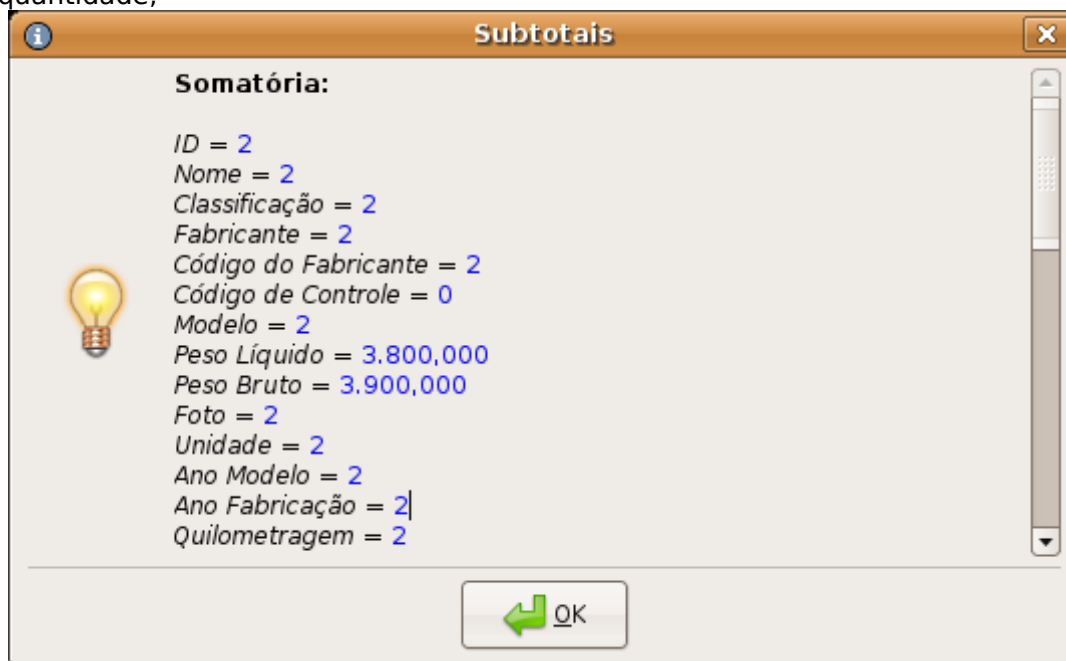 quantidade;
Subtotais
Somatória:
ID = 2
Nome = 2
Classificação = 2
Fabricante = 2
Código do Fabricante = 2
Código de Controle = 0
Modelo = 2
Peso Líquido = 3.800,000
Peso Bruto = 3.900,000
Foto = 2
Unidade = 2
Ano Modelo = 2
Ano Fabricação = 2
Quilometragem = 2
OK